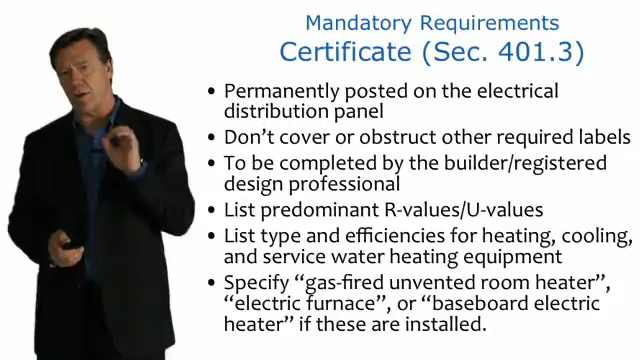 Mandatory Requirements
Certificate (Sec. 401.3)
• Permanently posted on the electrical
distribution panel
• Don’t cover or obstruct other required labels
• To be completed by the builder/registered
design professional
• List predominant R-values/U-values
• List type and efficiencies for heating, cooling,
and service water heating equipment
• Specify “gas-fired unvented room heater”,
“electric furnace”, or “baseboard electric
heater” if these are installed.